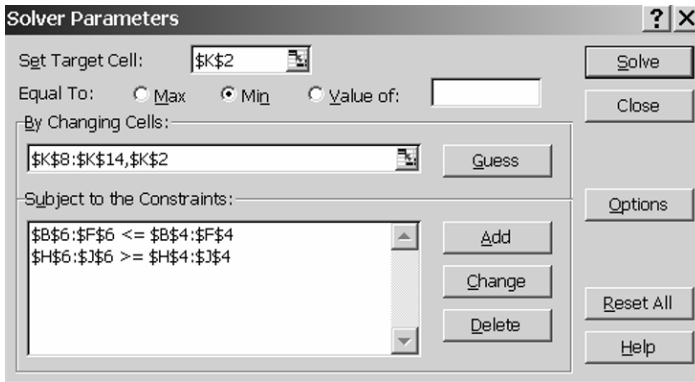 Solver Parameters ? X
Set Target Cell: $K$2 Solve
Equal To: Max Min Value of: Close
By Changing Cells:
$K$8:$K$14,$K$2 Guess
Subject to the Constraints: Options
$B$6:$F$6 <= $B$4:$F$4 Add
$H$6:$J$6 >= $H$4:$J$4
Change
Reset All
Delete
Help